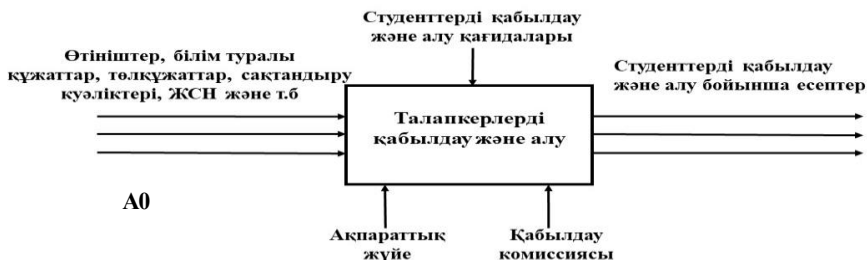 Студенттерді қабылдау
және алу қағидалары
Өтініштер, білім туралы
құжаттар, төлқұжаттар, сақтандыру
куәліктері, ЖСН және т.б
Студенттерді қабылдау
және алу бойынша есептер
Талапкерлерді
қабылдау және алу
А0
Ақпараттық
жүйе
Қабылдау
комиссиясы